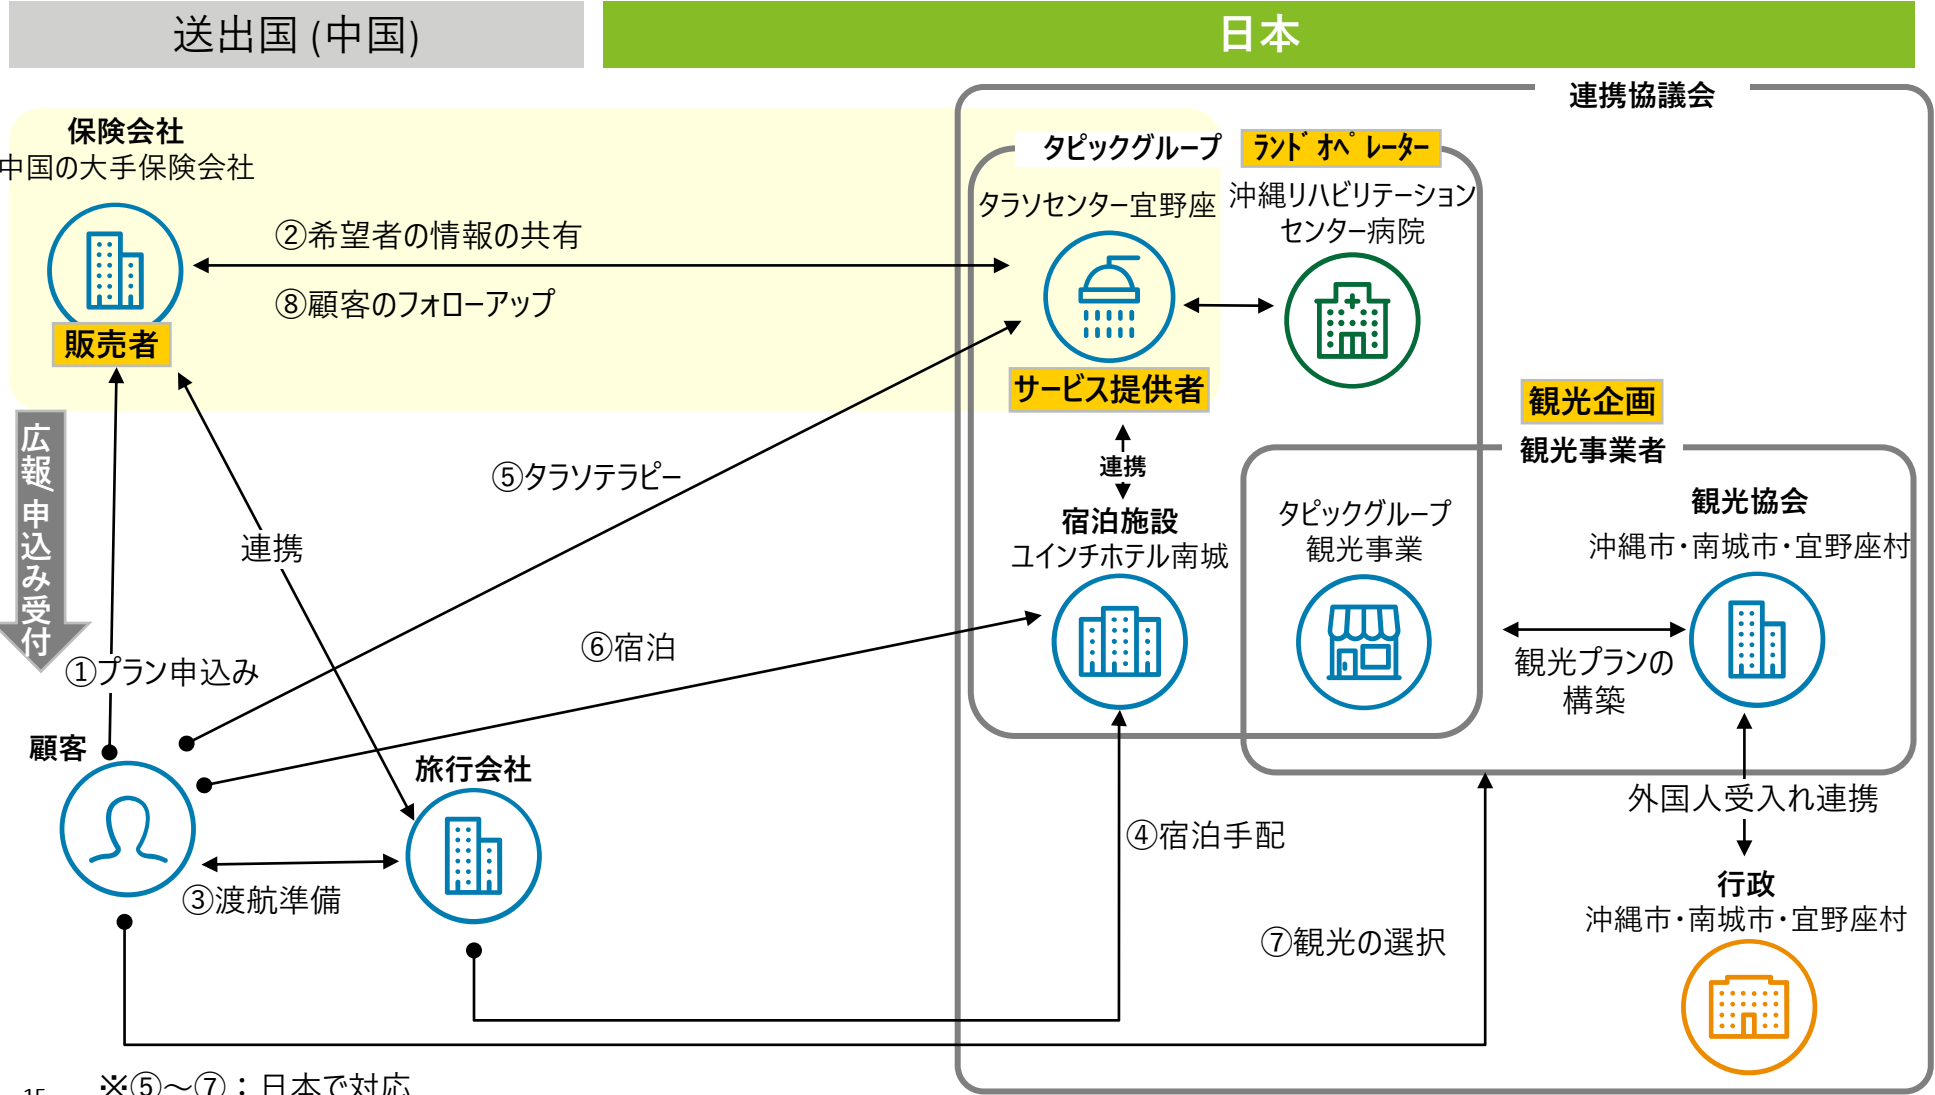 送出国 (中国)
日本
連携協議会
保険会社
中国の大手保険会社
販売者
②希望者の情報の共有
⑧顧客のフォローアップ
タピックグループ
ランドオペレーター
タラソセンター宜野座
沖縄リハビリテーション
センター病院
サービス提供者
観光企画
観光事業者
広報、申込み受付
⑤タラソテラピー
連携
連携
宿泊施設
ユインチホテル南城
タピックグループ
観光事業
観光協会
沖縄市・南城市・宜野座村
①プラン申込み
⑥宿泊
観光プランの
構築
顧客
旅行会社
外国人受入れ連携
④宿泊手配
③渡航準備
行政
沖縄市・南城市・宜野座村
⑦観光の選択
※⑤～⑦：日本で対応
15